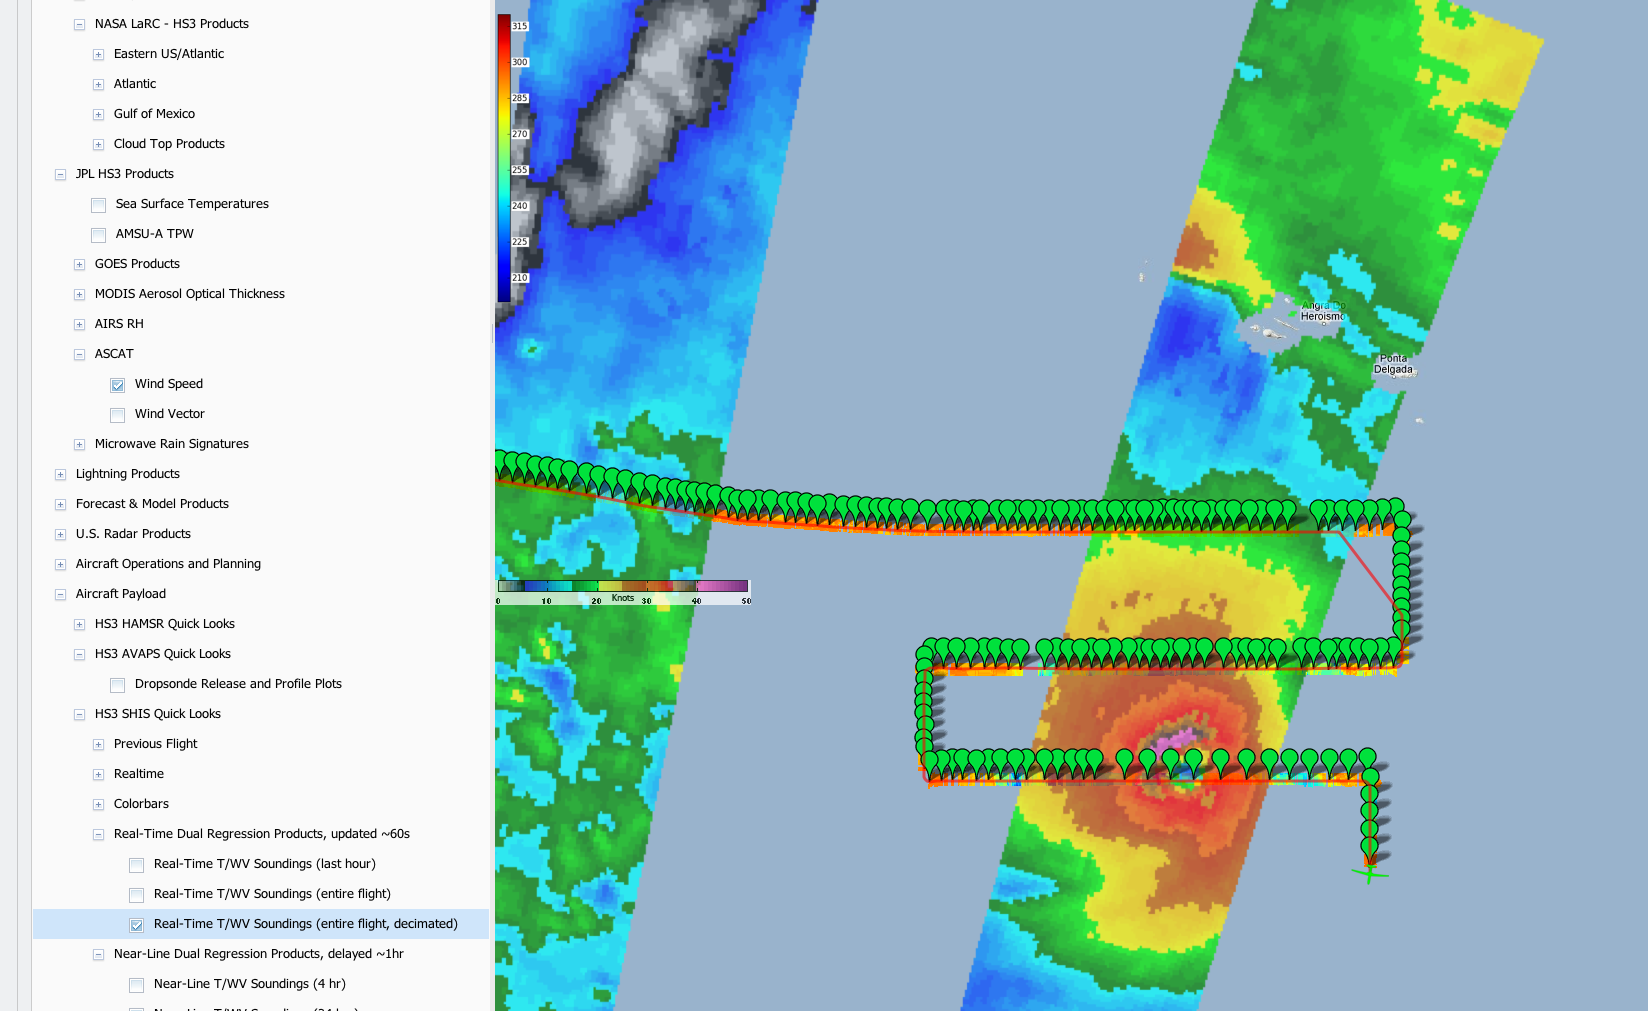 NASA LaRC - HS3 Products
Eastern US/Atlantic
Atlantic
Gulf of Mexico
Cloud Top Products
JPL HS3 Products
Sea Surface Temperatures
AMSU-A TPW
GOES Products
MODIS Aerosol Optical Thickness
AIRS RH
ASCAT
Wind Speed
Wind Vector
Microwave Rain Signatures
Lightning Products
Forecast & Model Products
U.S. Radar Products
Aircraft Operations and Planning
Aircraft Payload
HS3 HAMSR Quick Looks
HS3 AVAPS Quick Looks
Dropsonde Release and Profile Plots
HS3 SHIS Quick Looks
Previous Flight
Realtime
Colorbars
Real-Time Dual Regression Products, updated ~60s
Real-Time T/WV Soundings (last hour)
Real-Time T/WV Soundings (entire flight)
Real-Time T/WV Soundings (entire flight, decimated)
Near-Line Dual Regression Products, delayed ~1hr
Near-Line T/WV Soundings (4 hr)
315
300
285
270
255
240
225
210
Angra Do
Heroismo
Ponta
Delgada
Knots
0 10 20 30 40 50